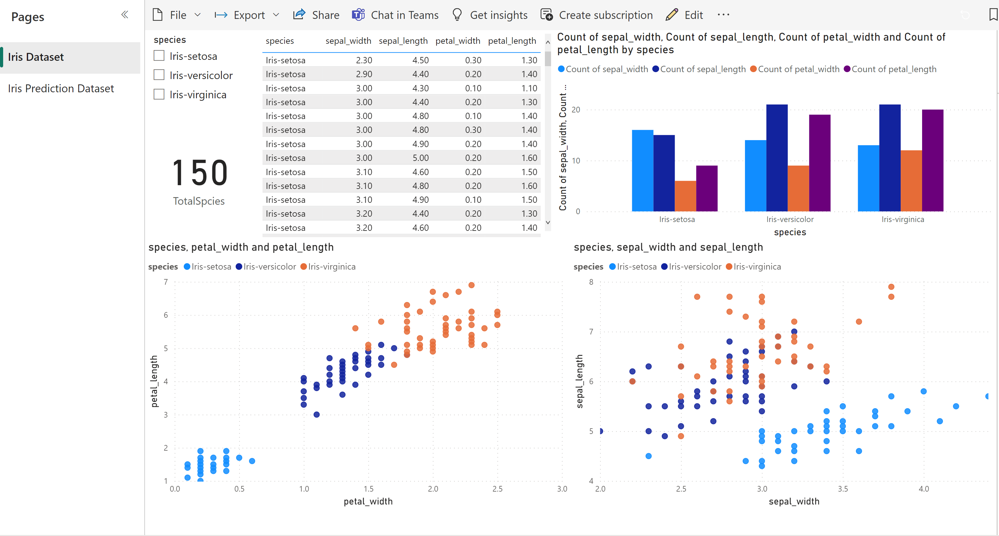 Pages
File
Export
Share
Chat in Teams
Get insights
Create subscription
Edit
Iris Dataset
Iris Prediction Dataset
species
Iris-setosa
Iris-versicolor
Iris-virginica
150
TotalSpcies
species sepal_width sepal_length petal_width petal_length
Iris-setosa 2.30 4.50 0.30 1.30
Iris-setosa 2.90 4.40 0.20 1.40
Iris-setosa 3.00 4.30 0.10 1.10
Iris-setosa 3.00 4.40 0.20 1.30
Iris-setosa 3.00 4.80 0.10 1.40
Iris-setosa 3.00 4.80 0.30 1.40
Iris-setosa 3.00 4.90 0.20 1.40
Iris-setosa 3.00 5.00 0.20 1.60
Iris-setosa 3.10 4.60 0.20 1.50
Iris-setosa 3.10 4.80 0.20 1.60
Iris-setosa 3.10 4.90 0.10 1.50
Iris-setosa 3.20 4.40 0.20 1.30
Iris-setosa 3.20 4.60 0.20 1.40
Count of sepal_width, Count of sepal_length, Count of petal_width and Count of
petal_length by species
Count of sepal_width Count of sepal_length Count of petal_width Count of petal_length
Count of sepal_width, Count ...
20
10
0
Iris-setosa Iris-versicolor Iris-virginica
species
species, petal_width and petal_length
species Iris-setosa Iris-versicolor Iris-virginica
petal_length
7
6
5
4
3
2
1
0.0 0.5 1.0 1.5 2.0 2.5 3.0
petal_width
species, sepal_width and sepal_length
species Iris-setosa Iris-versicolor Iris-virginica
sepal_length
8
7
6
5
4
2.0 2.5 3.0 3.5 4.0
sepal_width